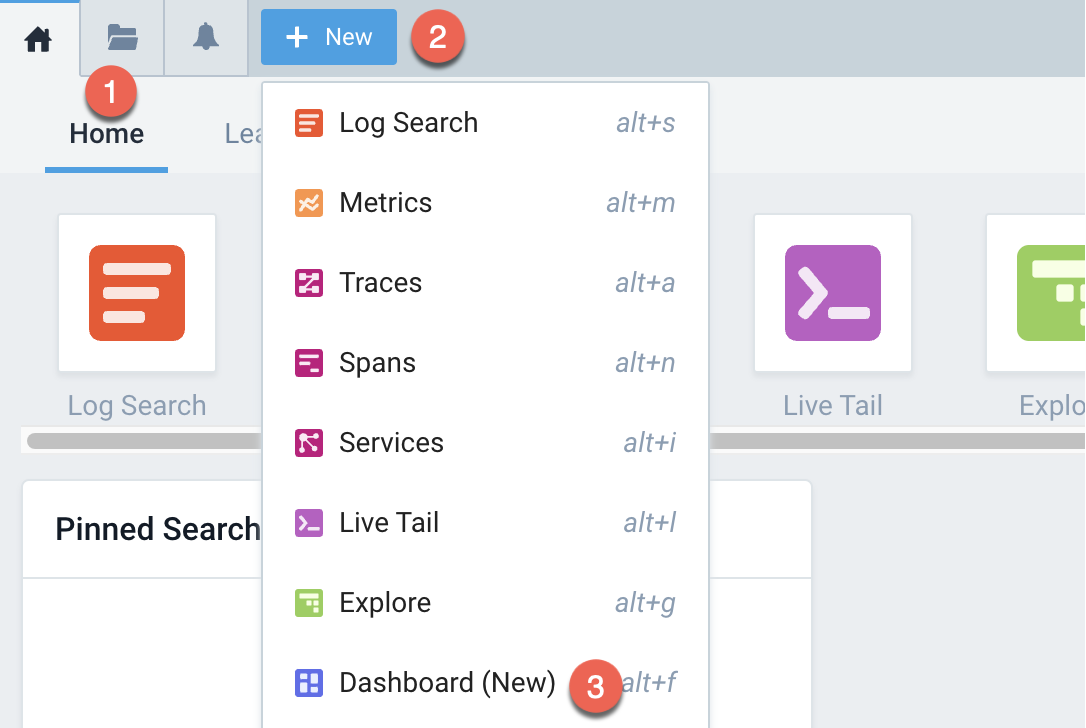 + New
2
1
Home
Log Search alt+s
Metrics alt+m
Traces alt+a
Spans alt+n
Services alt+i
Live Tail alt+l
Explore alt+g
Dashboard (New) 3 alt+f
Log Search
Live Tail
Explo
Pinned Search